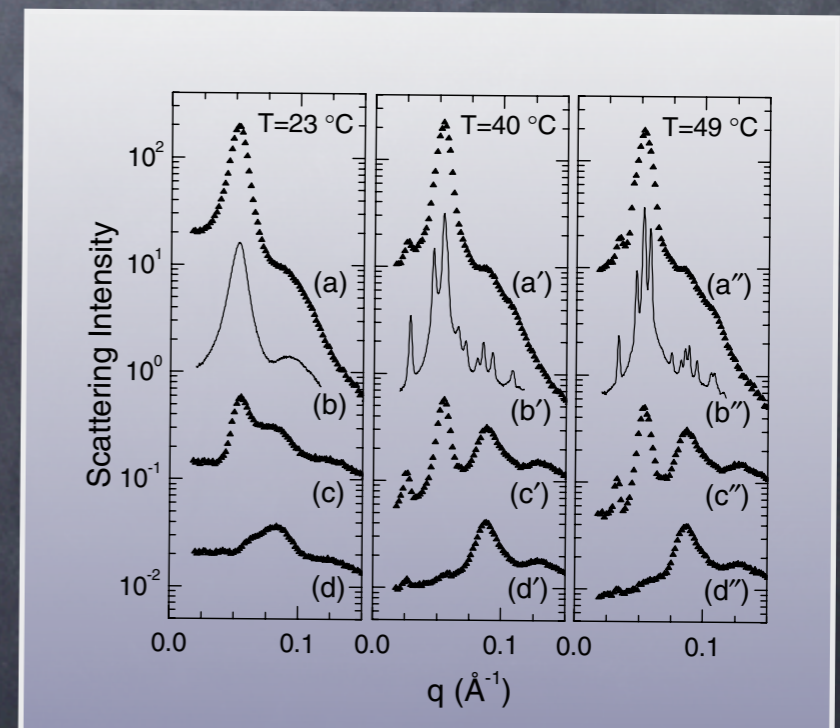 T=23 °C T=40 °C T=49 °C
10²
(a) (a′) (a″)
10¹
10⁰
(b) (b′) (b″)
10⁻¹
(c) (c′) (c″)
(d) (d′) (d″)
10⁻²
0.0 0.1 0.0 0.1 0.0 0.1
Scattering Intensity
q (Å⁻¹)